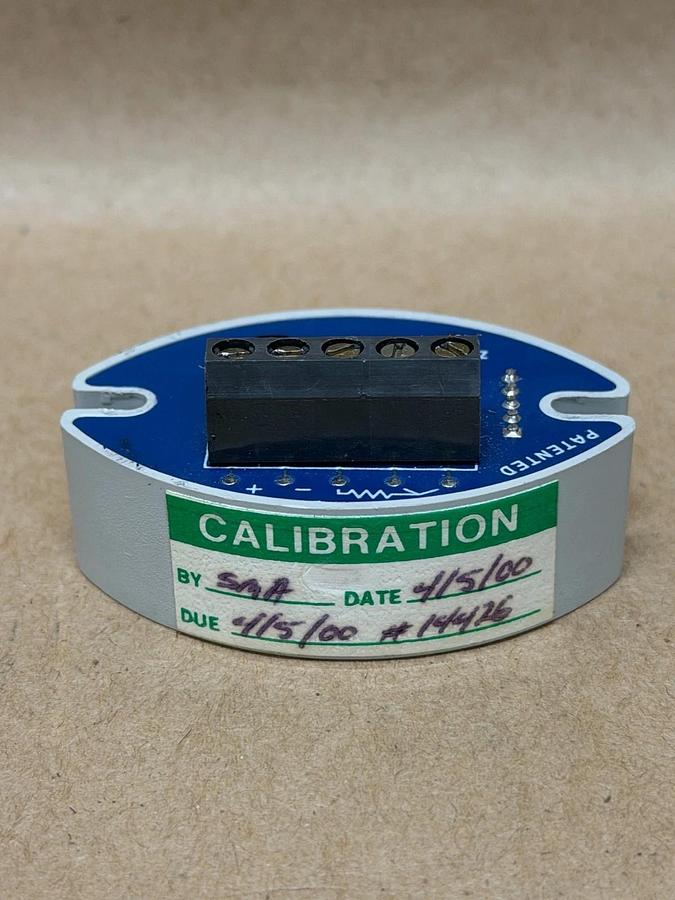 PATENTED
+ −
CALIBRATION
BY SMA DATE 4/5/00
DUE 4/5/00 # 14426